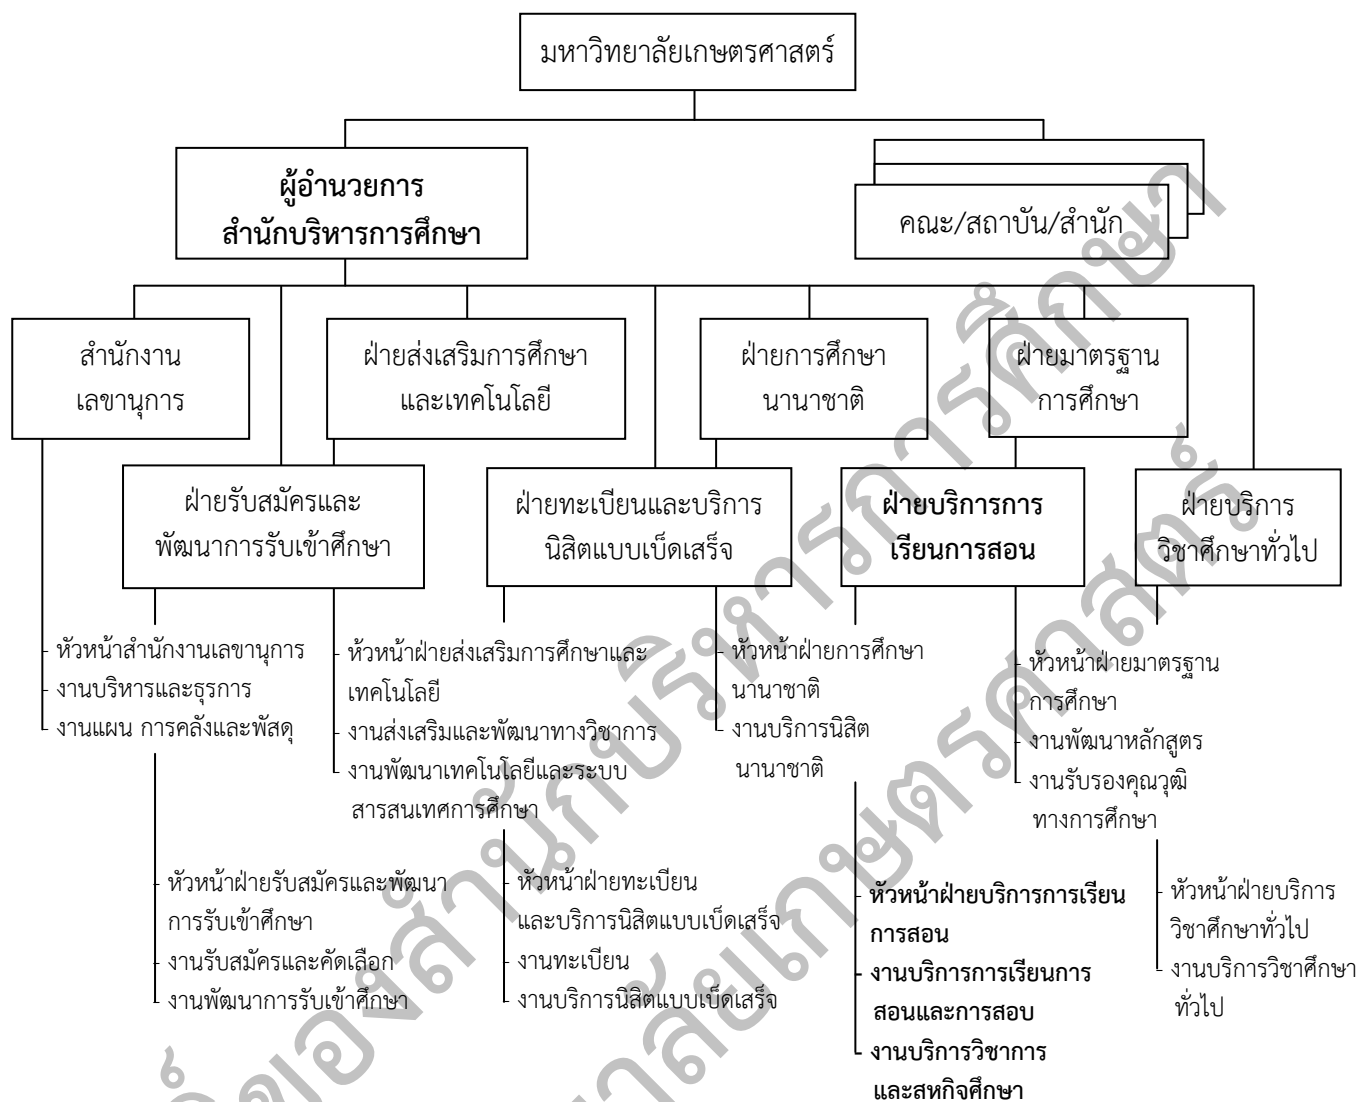 มหาวิทยาลัยเกษตรศาสตร์
ผู้อำนวยการ
สำนักบริหารการศึกษา
คณะ/สถาบัน/สำนัก
สำนักงาน
เลขานุการ
ฝ่ายส่งเสริมการศึกษา
และเทคโนโลยี
ฝ่ายการศึกษา
นานาชาติ
ฝ่ายมาตรฐาน
การศึกษา
ฝ่ายรับสมัครและ
พัฒนาการรับเข้าศึกษา
ฝ่ายทะเบียนและบริการ
นิสิตแบบเบ็ดเสร็จ
ฝ่ายบริการการ
เรียนการสอน
ฝ่ายบริการ
วิชาศึกษาทั่วไป
- หัวหน้าสำนักงานเลขานุการ
- งานบริหารและธุรการ
- งานแผน การคลังและพัสดุ
- หัวหน้าฝ่ายส่งเสริมการศึกษาและ
เทคโนโลยี
- งานส่งเสริมและพัฒนาทางวิชาการ
- งานพัฒนาเทคโนโลยีและระบบ
สารสนเทศการศึกษา
- หัวหน้าฝ่ายการศึกษา
นานาชาติ
- งานบริการนิสิต
นานาชาติ
- หัวหน้าฝ่ายมาตรฐาน
การศึกษา
- งานพัฒนาหลักสูตร
- งานรับรองคุณวุฒิ
ทางการศึกษา
- หัวหน้าฝ่ายรับสมัครและพัฒนา
การรับเข้าศึกษา
- งานรับสมัครและคัดเลือก
- งานพัฒนาการรับเข้าศึกษา
- หัวหน้าฝ่ายทะเบียน
และบริการนิสิตแบบเบ็ดเสร็จ
- งานทะเบียน
- งานบริการนิสิตแบบเบ็ดเสร็จ
- หัวหน้าฝ่ายบริการการเรียน
การสอน
- งานบริการการเรียนการ
สอนและการสอบ
- งานบริการวิชาการ
และสหกิจศึกษา
- หัวหน้าฝ่ายบริการ
วิชาศึกษาทั่วไป
- งานบริการวิชาศึกษา
ทั่วไป
ของสำนักบริหารการศึกษา
ลัยเกษตรศาสตร์